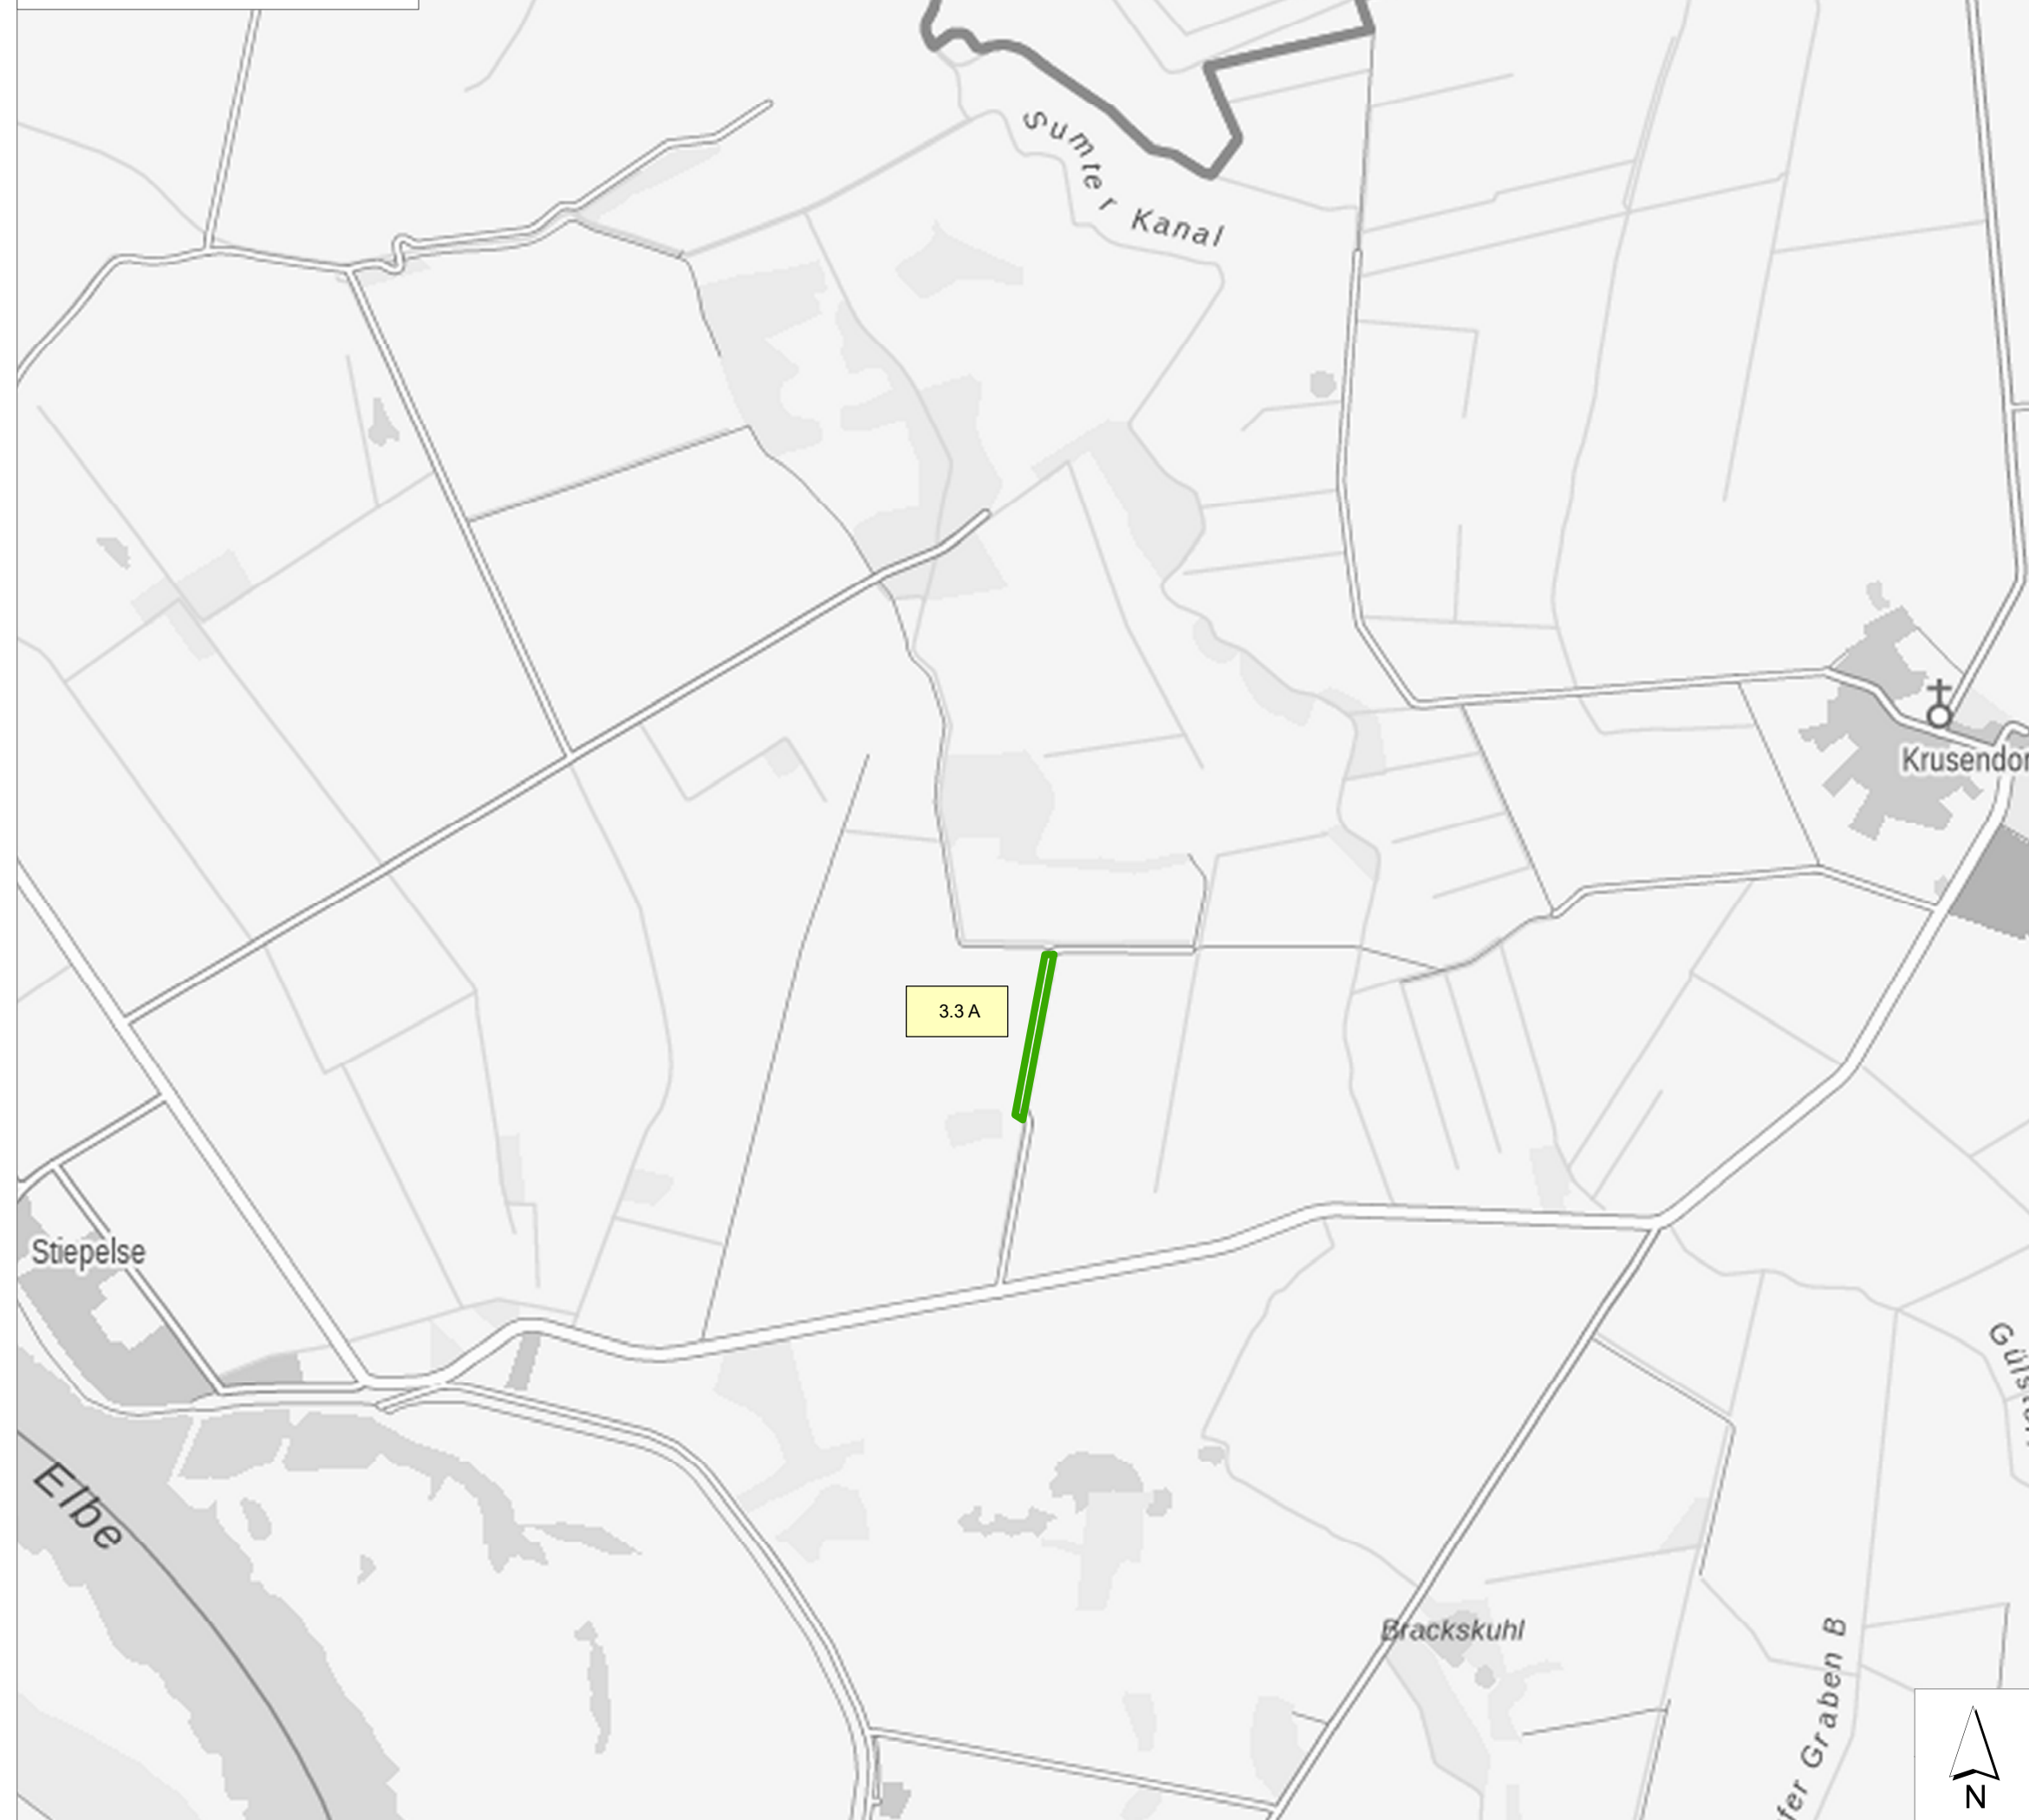 Sumter Kanal
Krusendor
3.3 A
Stiepelse
Elbe
Brackskuhl
fer Graben B
N